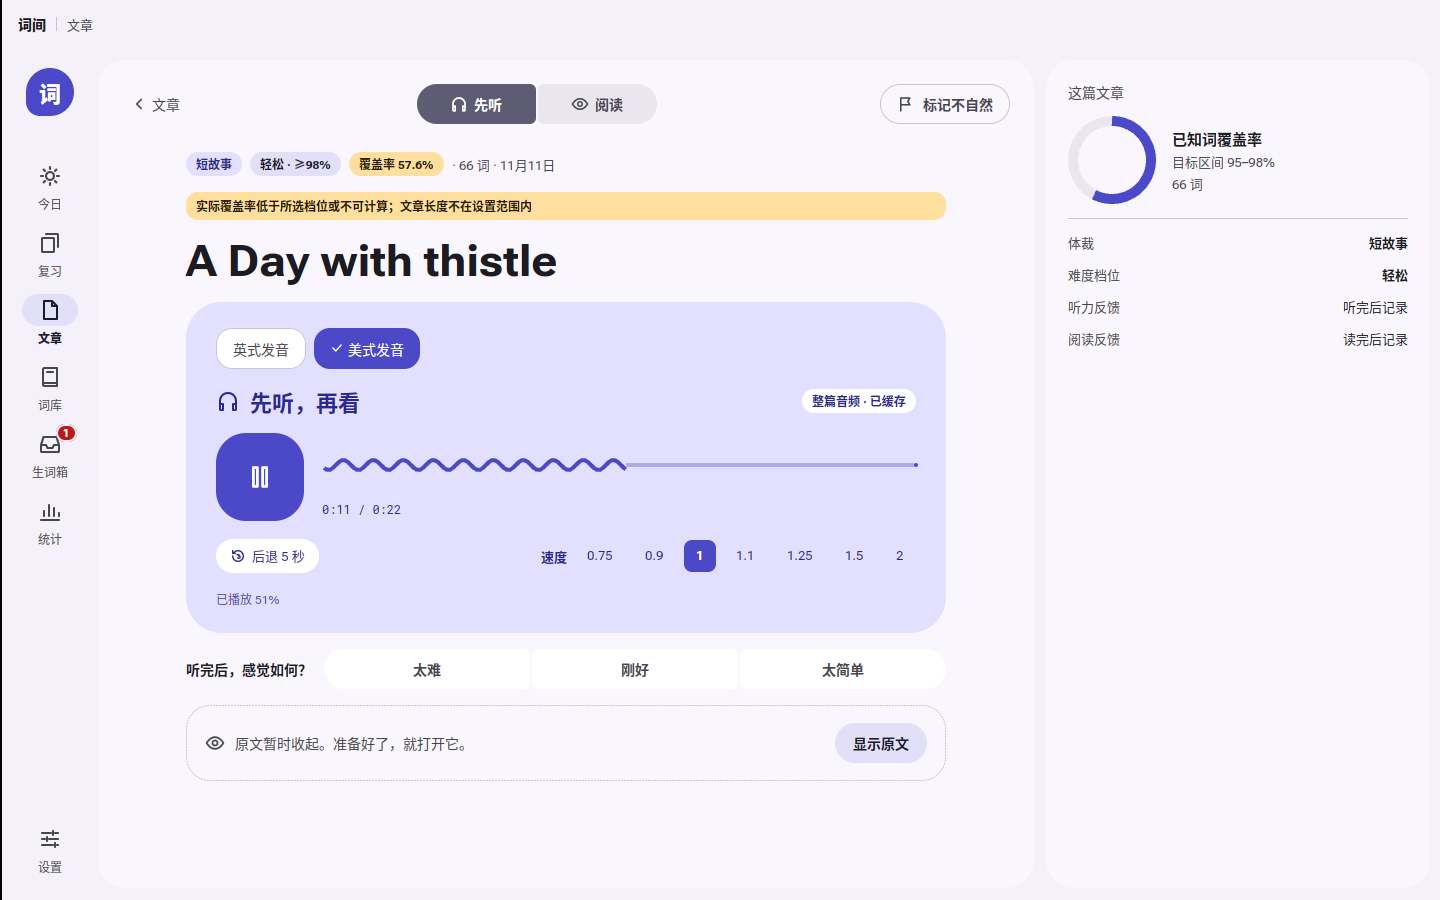 词间 | 文章
词
今日
复习
文章
词库
1
生词箱
统计
设置
文章
先听
阅读
标记不自然
短故事
轻松 · ≥98%
覆盖率 57.6%
· 66 词 · 11月11日
实际覆盖率低于所选档位或不可计算；文章长度不在设置范围内
A Day with thistle
英式发音
美式发音
先听，再看
整篇音频 · 已缓存
0:11 / 0:22
后退 5 秒
速度 0.75 0.9 1 1.1 1.25 1.5 2
已播放 51%
听完后，感觉如何？
太难
刚好
太简单
原文暂时收起。准备好了，就打开它。
显示原文
这篇文章
已知词覆盖率
目标区间 95–98%
66 词
体裁 短故事
难度档位 轻松
听力反馈 听完后记录
阅读反馈 读完后记录